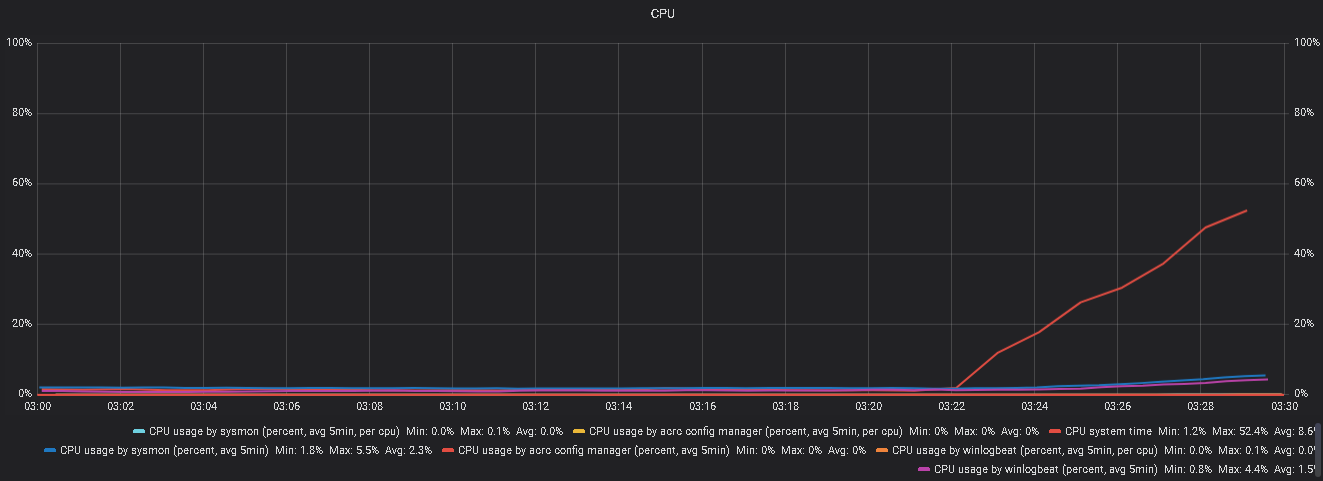 CPU
100% 100%
80% 80%
60% 60%
40% 40%
20% 20%
0% 0%
03:00 03:02 03:04 03:06 03:08 03:10 03:12 03:14 03:16 03:18 03:20 03:22 03:24 03:26 03:28 03:30
CPU usage by sysmon (percent, avg 5min, per cpu) Min: 0.0% Max: 0.1% Avg: 0.0% CPU usage by acrc config manager (percent, avg 5min, per cpu) Min: 0% Max: 0% Avg: 0% CPU system time Min: 1.2% Max: 52.4% Avg: 8.6
CPU usage by sysmon (percent, avg 5min) Min: 1.8% Max: 5.5% Avg: 2.3% CPU usage by acrc config manager (percent, avg 5min) Min: 0% Max: 0% Avg: 0% CPU usage by winlogbeat (percent, avg 5min, per cpu) Min: 0.0% Max: 0.1% Avg: 0.0
CPU usage by winlogbeat (percent, avg 5min) Min: 0.8% Max: 4.4% Avg: 1.5